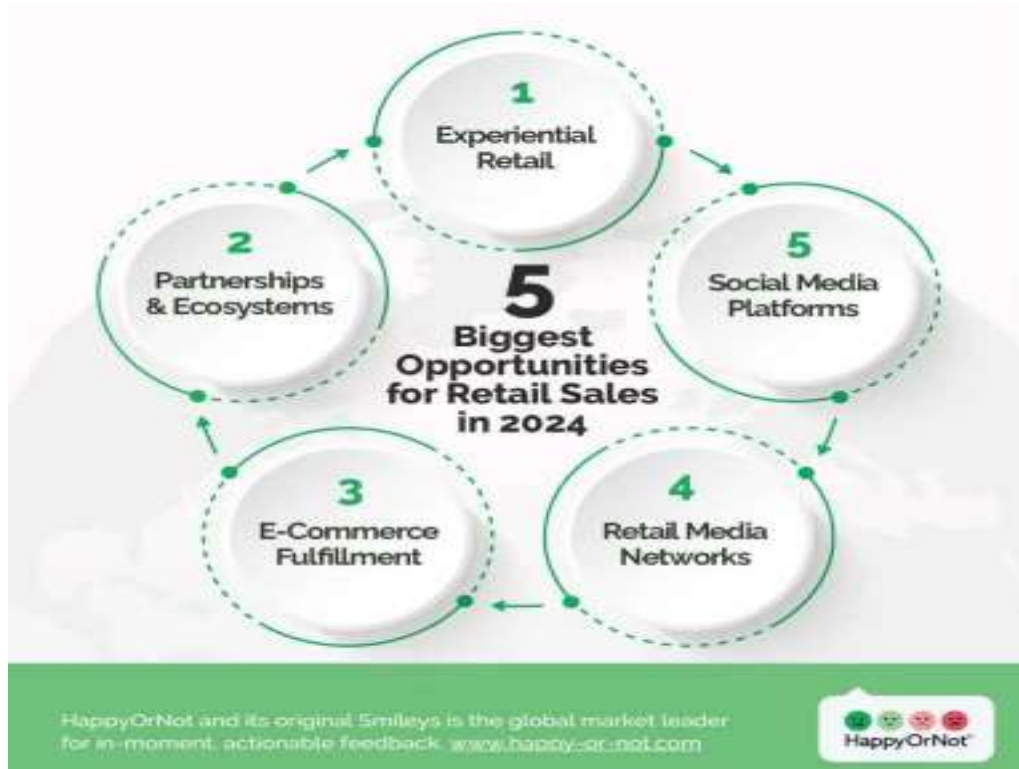 1
Experiential
Retail
2
Partnerships
& Ecosystems
5
Social Media
Platforms
5
Biggest
Opportunities
for Retail Sales
in 2024
3
E-Commerce
Fulfillment
4
Retail Media
Networks
HappyOrNot and its original Smileys is the global market leader
for in-moment, actionable feedback. www.happy-or-not.com
HappyOrNot®